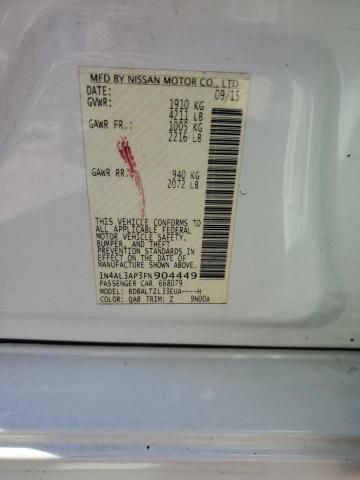 MFD BY NISSAN MOTOR CO., LTD
DATE: 09/15
GVWR: 1910 KG
4211 LB
GAWR FR: 1005 KG
2216 LB
GAWR RR: 940 KG
2072 LB
THIS VEHICLE CONFORMS TO
ALL APPLICABLE FEDERAL
MOTOR VEHICLE SAFETY,
BUMPER, AND THEFT
PREVENTION STANDARDS IN
EFFECT ON THE DATE OF
MANUFACTURE SHOWN ABOVE.
1N4AL3AP3FN904449
PASSENGER CAR 668D79
MODEL: BDBALTZL33EUA----H
COLOR: QAB TRIM: Z 9N00A